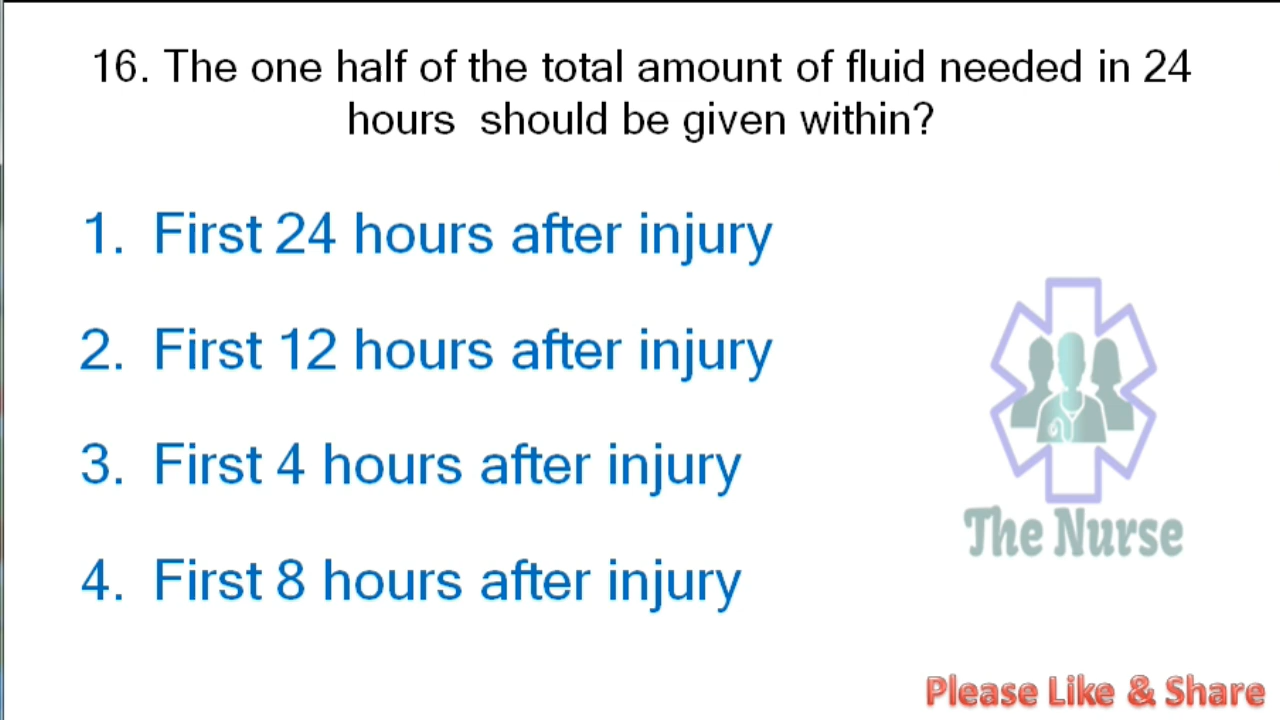 16. The one half of the total amount of fluid needed in 24
hours  should be given within?
1. First 24 hours after injury
2. First 12 hours after injury
3. First 4 hours after injury
4. First 8 hours after injury
The Nurse
Please Like & Share